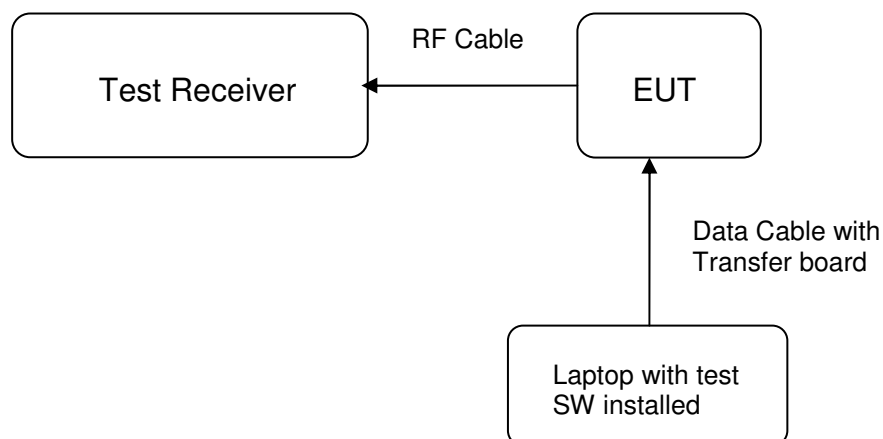 RF Cable
Test Receiver
EUT
Data Cable with
Transfer board
Laptop with test
SW installed